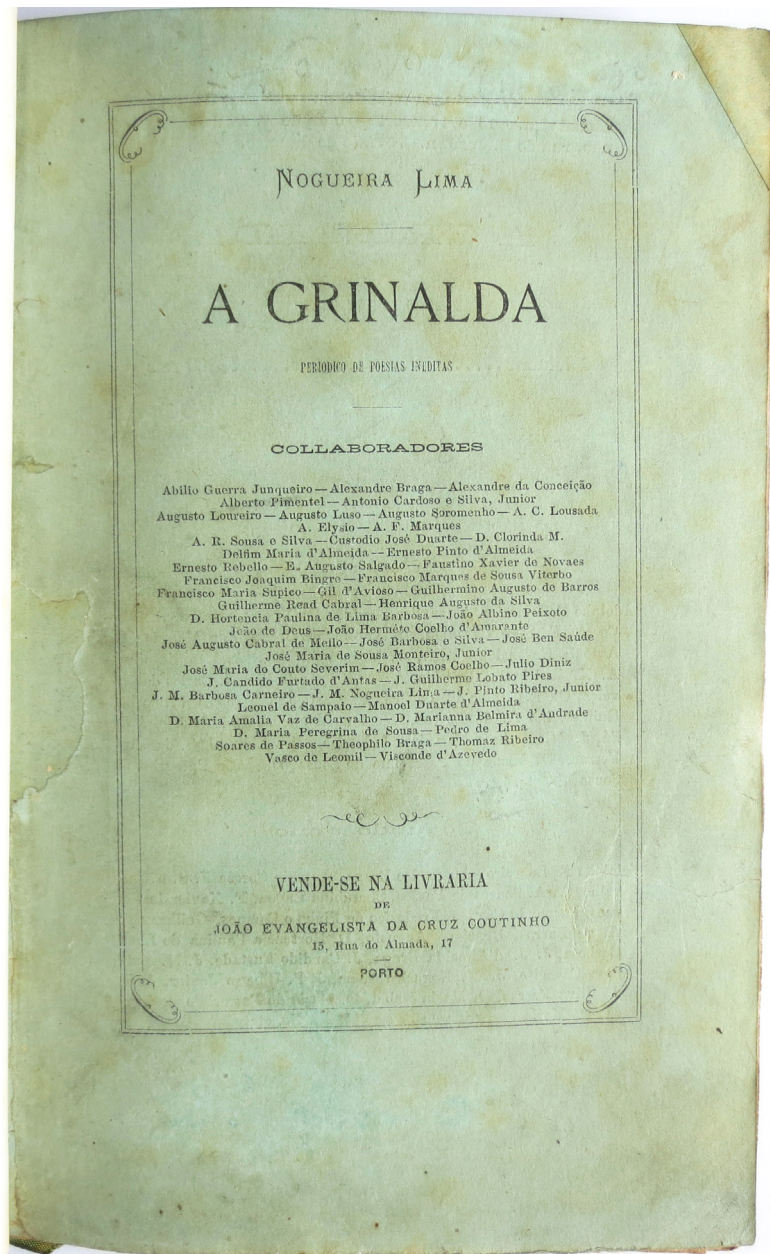 NOGUEIRA LIMA
A GRINALDA
PERIODICO DE POESIAS INEDITAS
COLLABORADORES
Abilio Guerra Junqueiro—Alexandre Braga—Alexandre da Conceição
Alberto Pimentel—Antonio Cardoso e Silva, Junior
Augusto Loureiro—Augusto Luso—Augusto Soromenho—A. C. Lousada
A. Elysio—A. F. Marques
A. R. Sousa e Silva—Custodio José Duarte—D. Clorinda M.
Delfim Maria d'Almeida—Ernesto Pinto d'Almeida
Ernesto Rebello—E. Augusto Salgado—Faustino Xavier de Novaes
Francisco Joaquim Bingre—Francisco Marques de Sousa Viterbo
Francisco Maria Supico—Gil d'Avioso—Guilhermino Augusto de Barros
Guilherme Read Cabral—Henrique Augusto da Silva
D. Hortencia Paulina de Lima Barbosa—João Albino Peixoto
João de Deus—João Herméto Coelho d'Amarante
José Augusto Cabral de Mello—José Barbosa e Silva—José Ben Saúde
José Maria de Sousa Monteiro, Junior
José Maria do Couto Severim—José Ramos Coelho—Julio Diniz
J. Candido Furtado d'Antas—J. Guilherme Lobato Pires
J. M. Barbosa Carneiro—J. M. Nogueira Lima—J. Pinto Ribeiro, Junior
Leonel de Sampaio—Manoel Duarte d'Almeida
D. Maria Amalia Vaz de Carvalho—D. Marianna Belmira d'Andrade
D. Maria Peregrina de Sousa—Pedro de Lima
Soares de Passos—Theophilo Braga—Thomaz Ribeiro
Vasco de Leomil—Visconde d'Azevedo
VENDE-SE NA LIVRARIA
DE
JOÃO EVANGELISTA DA CRUZ COUTINHO
15, Rua do Almada, 17
PORTO